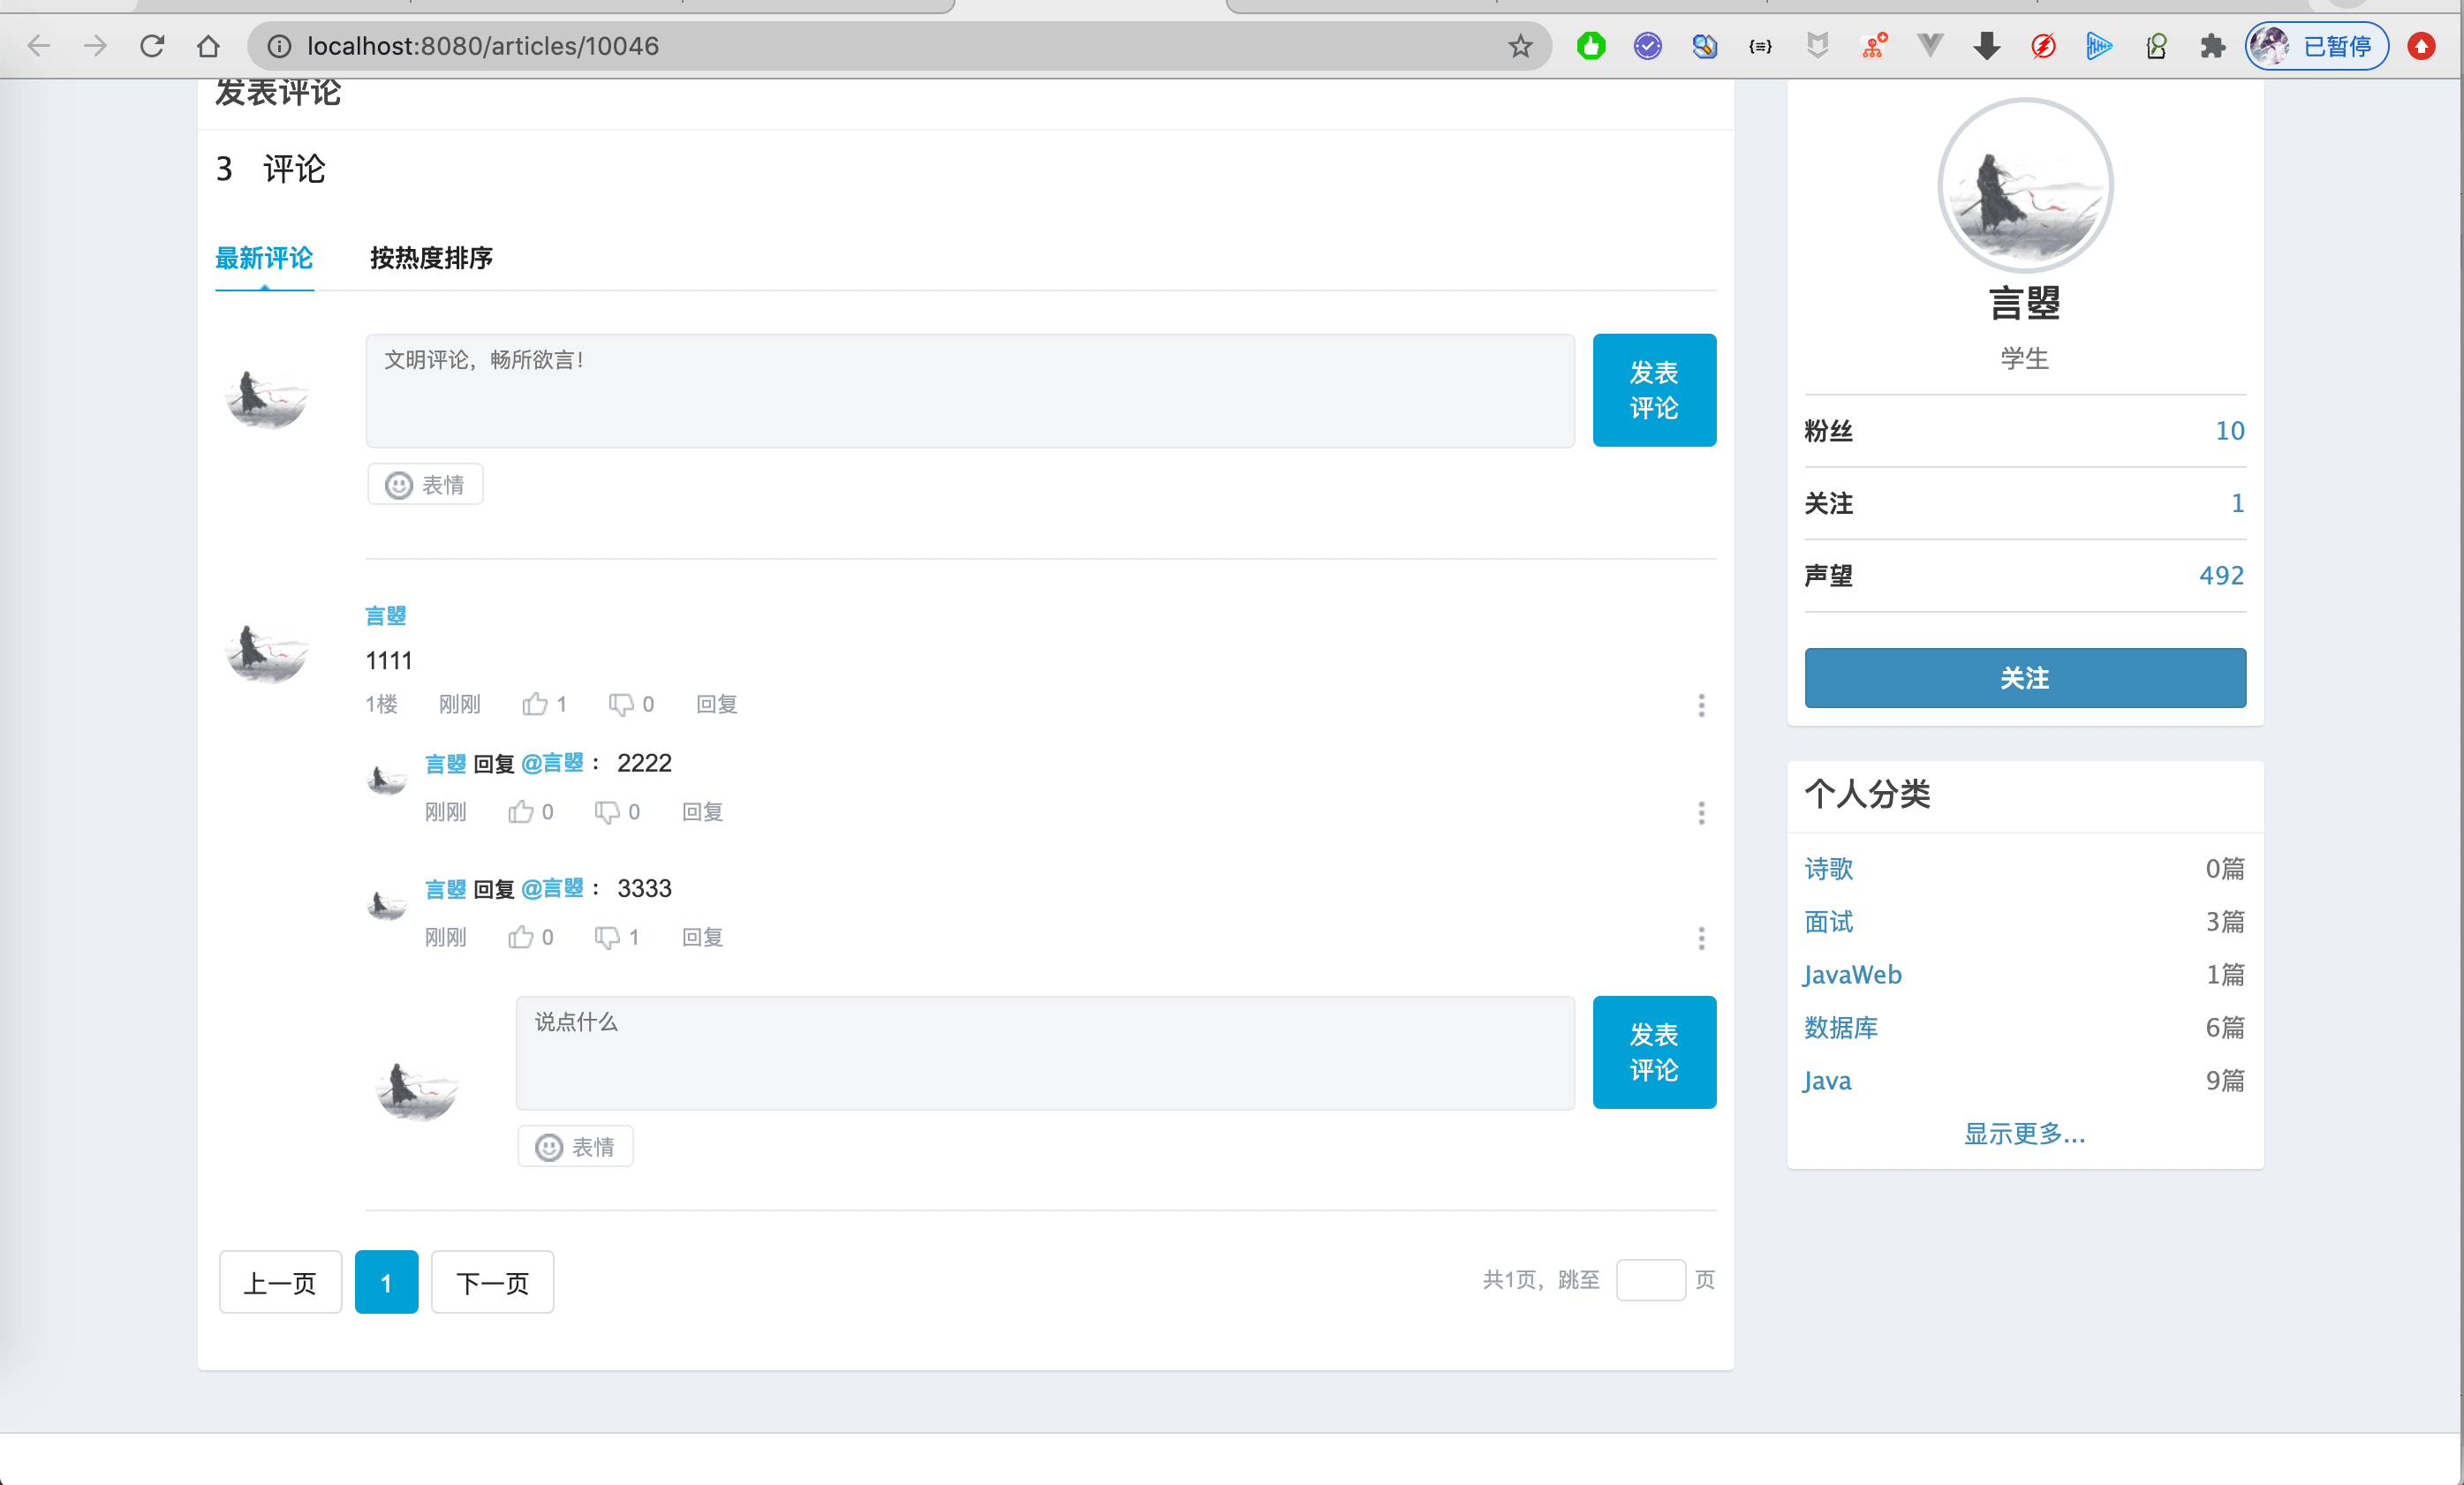 localhost:8080/articles/10046
已暂停
发表评论
3 评论
最新评论 按热度排序
文明评论，畅所欲言！
发表
评论
表情
言曌
1111
1楼 刚刚 1 0 回复
言曌 回复 @言曌： 2222
刚刚 0 0 回复
言曌 回复 @言曌： 3333
刚刚 0 1 回复
说点什么
发表
评论
表情
上一页 1 下一页
共1页，跳至 页
言曌
学生
粉丝 10
关注 1
声望 492
关注
个人分类
诗歌 0篇
面试 3篇
JavaWeb 1篇
数据库 6篇
Java 9篇
显示更多...